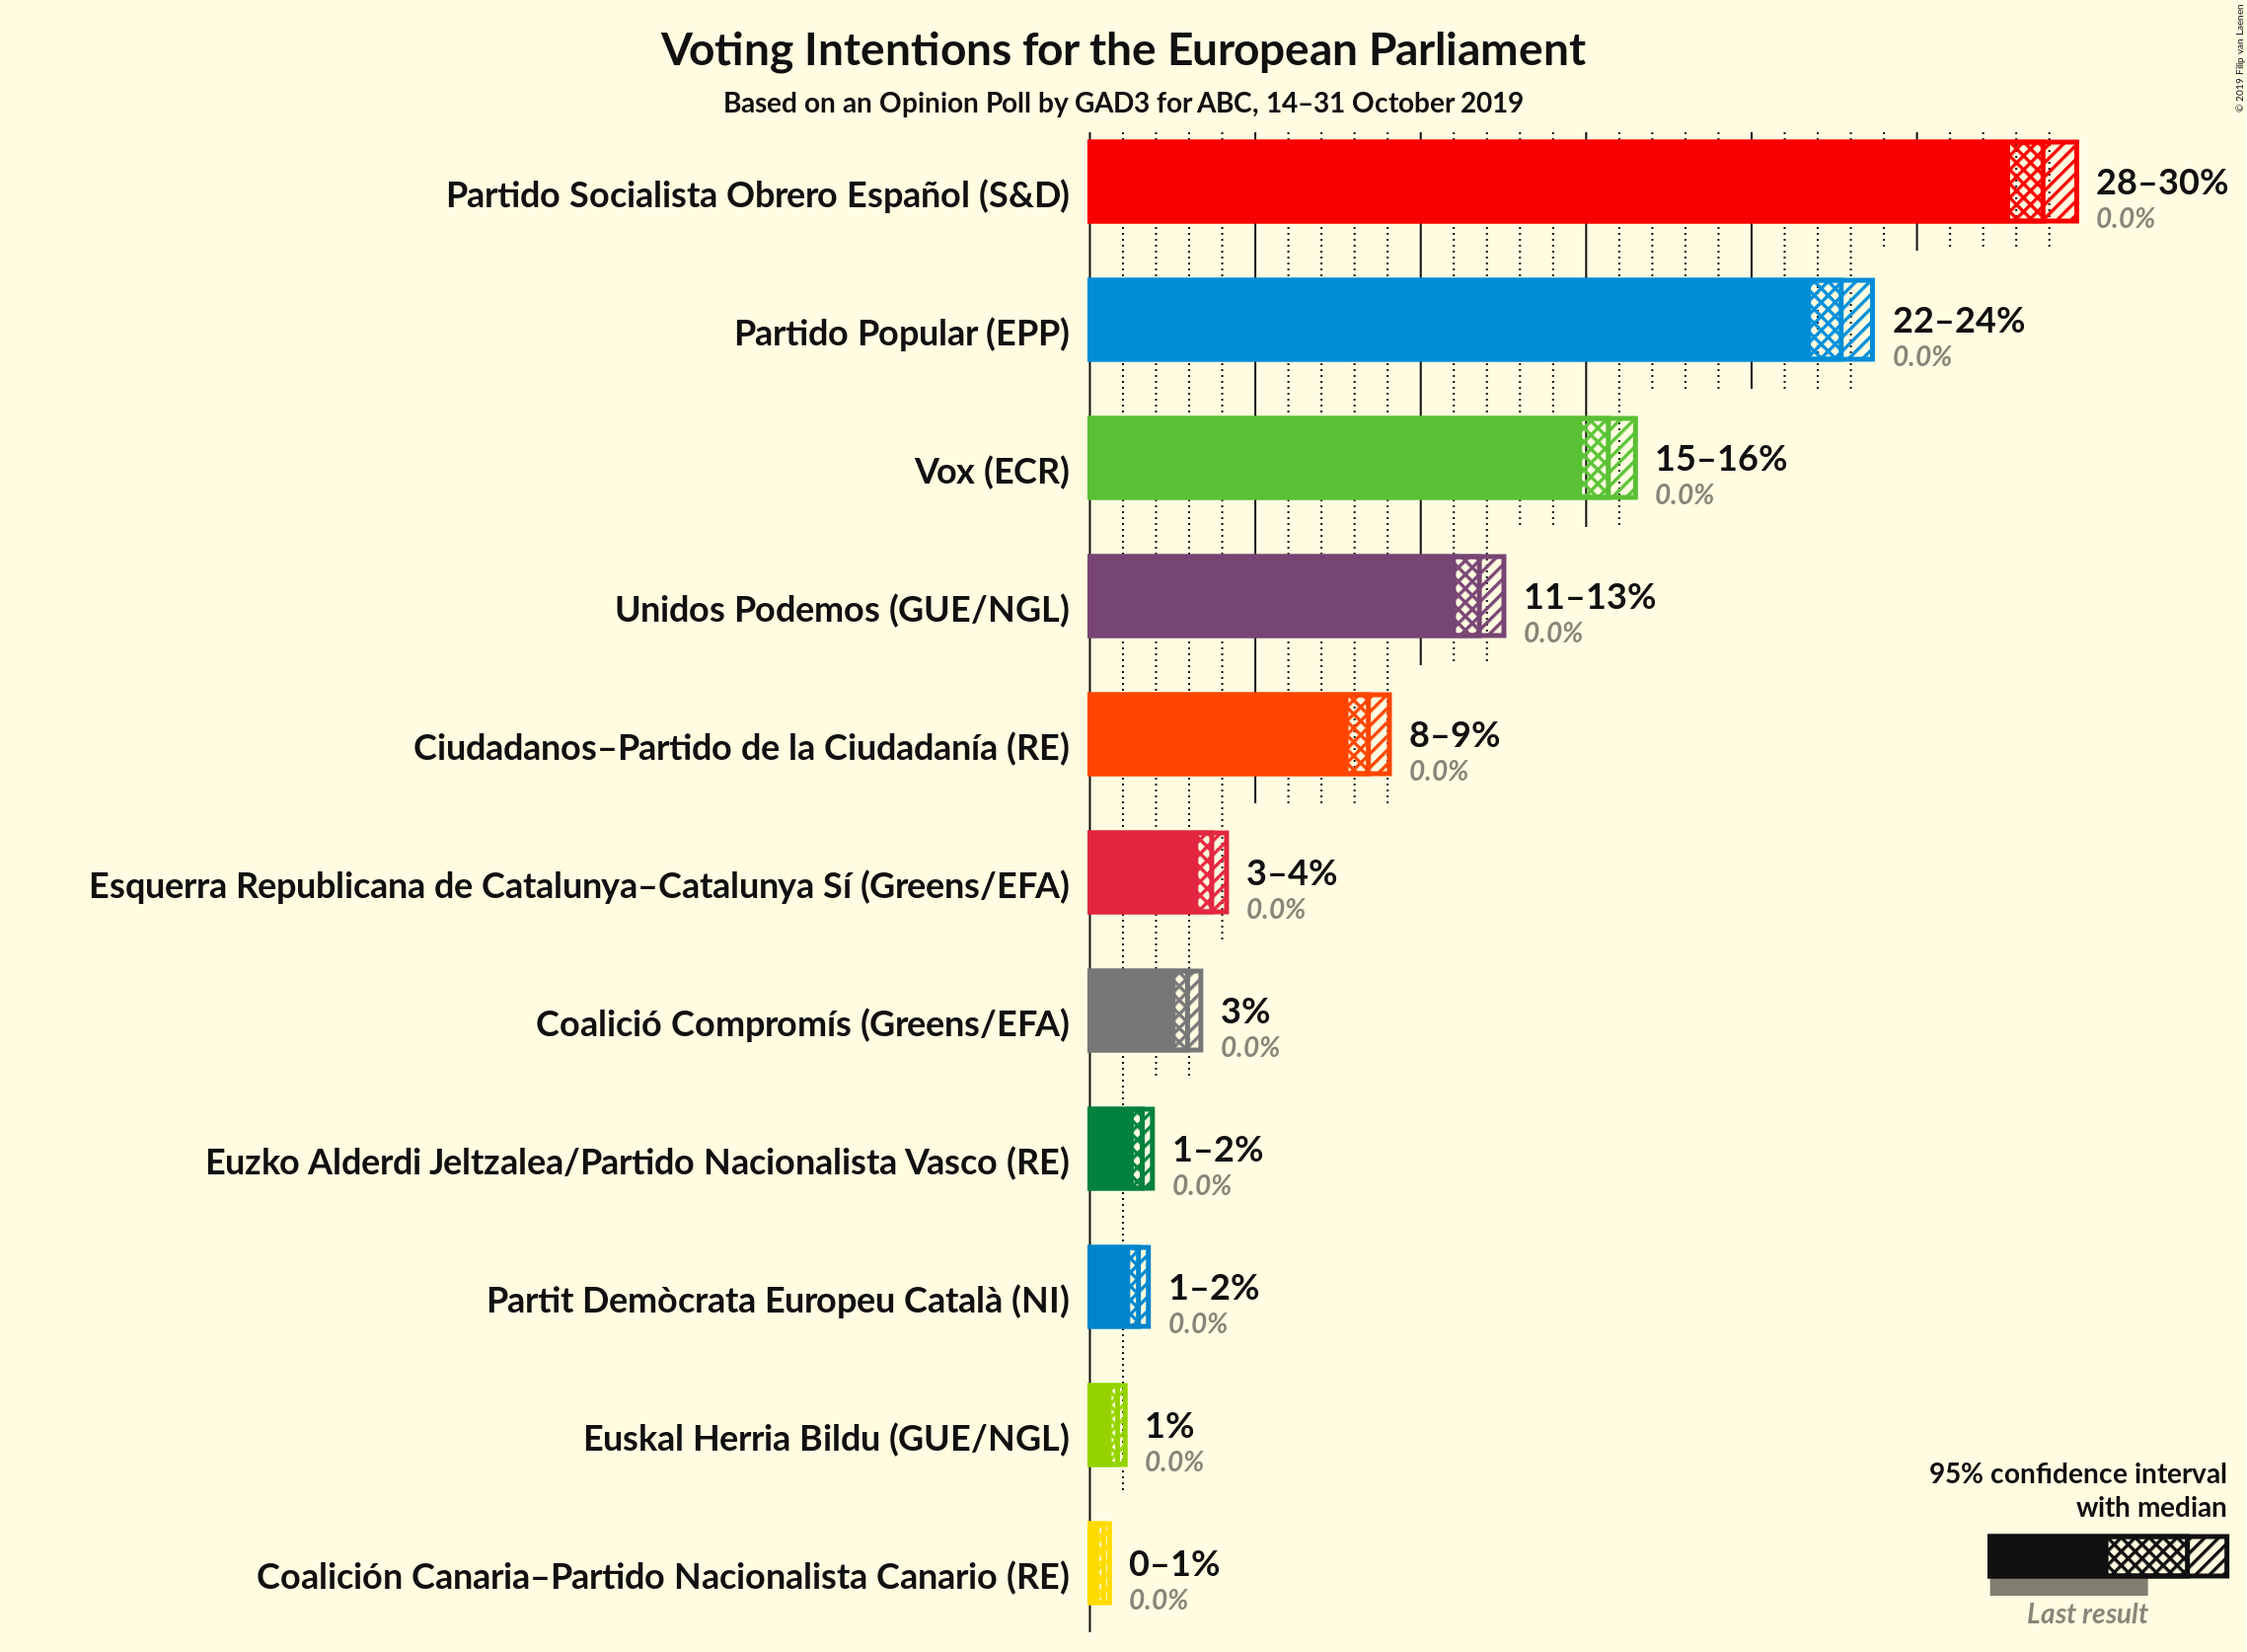 Voting Intentions for the European Parliament
Based on an Opinion Poll by GAD3 for ABC, 14–31 October 2019
© 2019 Filip van Laenen
Partido Socialista Obrero Español (S&D)
28–30%
0.0%
Partido Popular (EPP)
22–24%
0.0%
Vox (ECR)
15–16%
0.0%
Unidos Podemos (GUE/NGL)
11–13%
0.0%
Ciudadanos–Partido de la Ciudadanía (RE)
8–9%
0.0%
Esquerra Republicana de Catalunya–Catalunya Sí (Greens/EFA)
3–4%
0.0%
Coalició Compromís (Greens/EFA)
3%
0.0%
Euzko Alderdi Jeltzalea/Partido Nacionalista Vasco (RE)
1–2%
0.0%
Partit Demòcrata Europeu Català (NI)
1–2%
0.0%
Euskal Herria Bildu (GUE/NGL)
1%
0.0%
Coalición Canaria–Partido Nacionalista Canario (RE)
0–1%
0.0%
95% confidence interval
with median
Last result